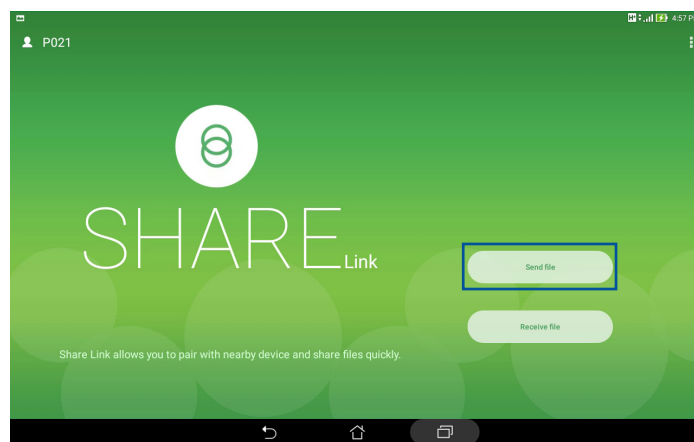 4:57 P
P021
SHARE Link
Send file
Receive file
Share Link allows you to pair with nearby device and share files quickly.